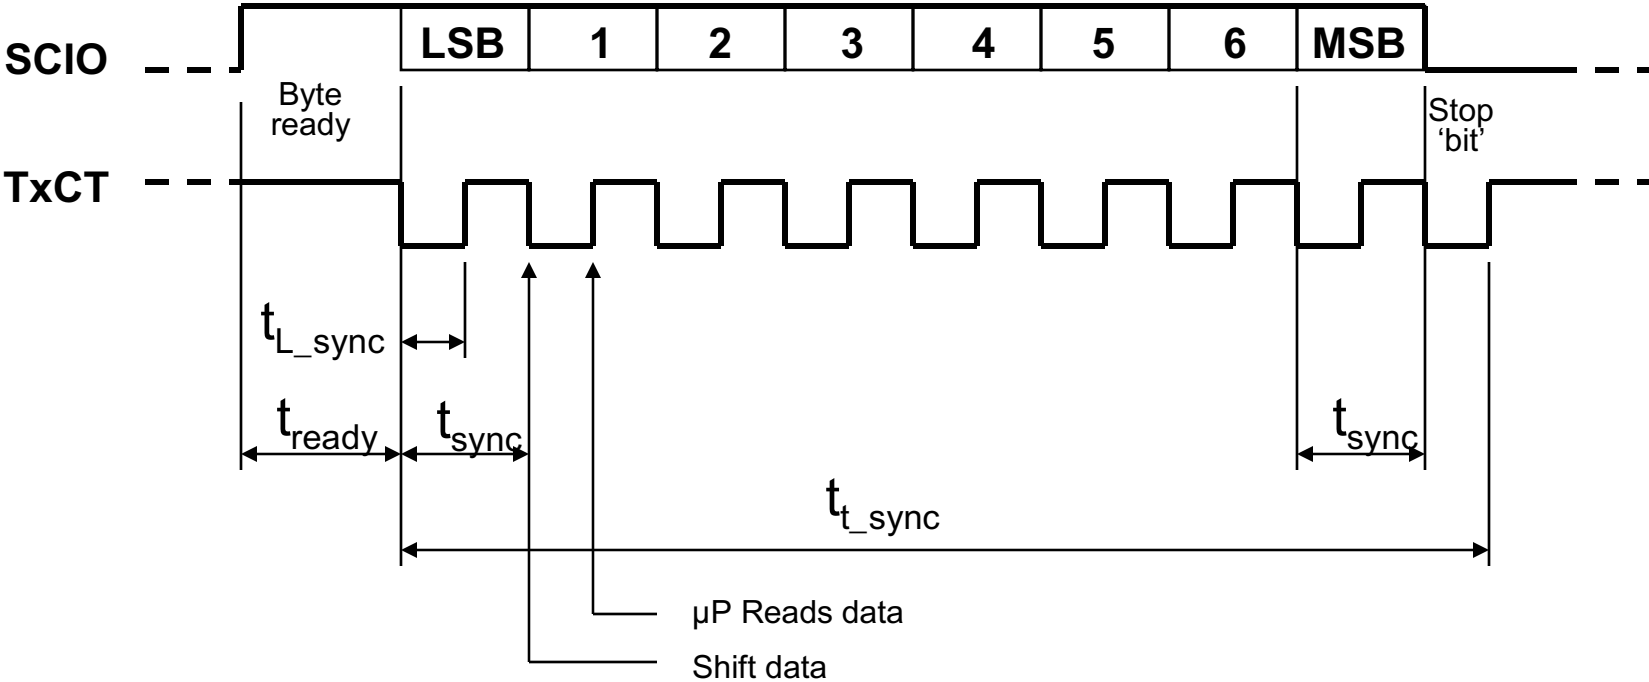 SCIO
LSB 1 2 3 4 5 6 MSB
Byte
ready
Stop
‘bit’
TxCT
tL_sync
tready
tsync
tsync
tt_sync
µP Reads data
Shift data